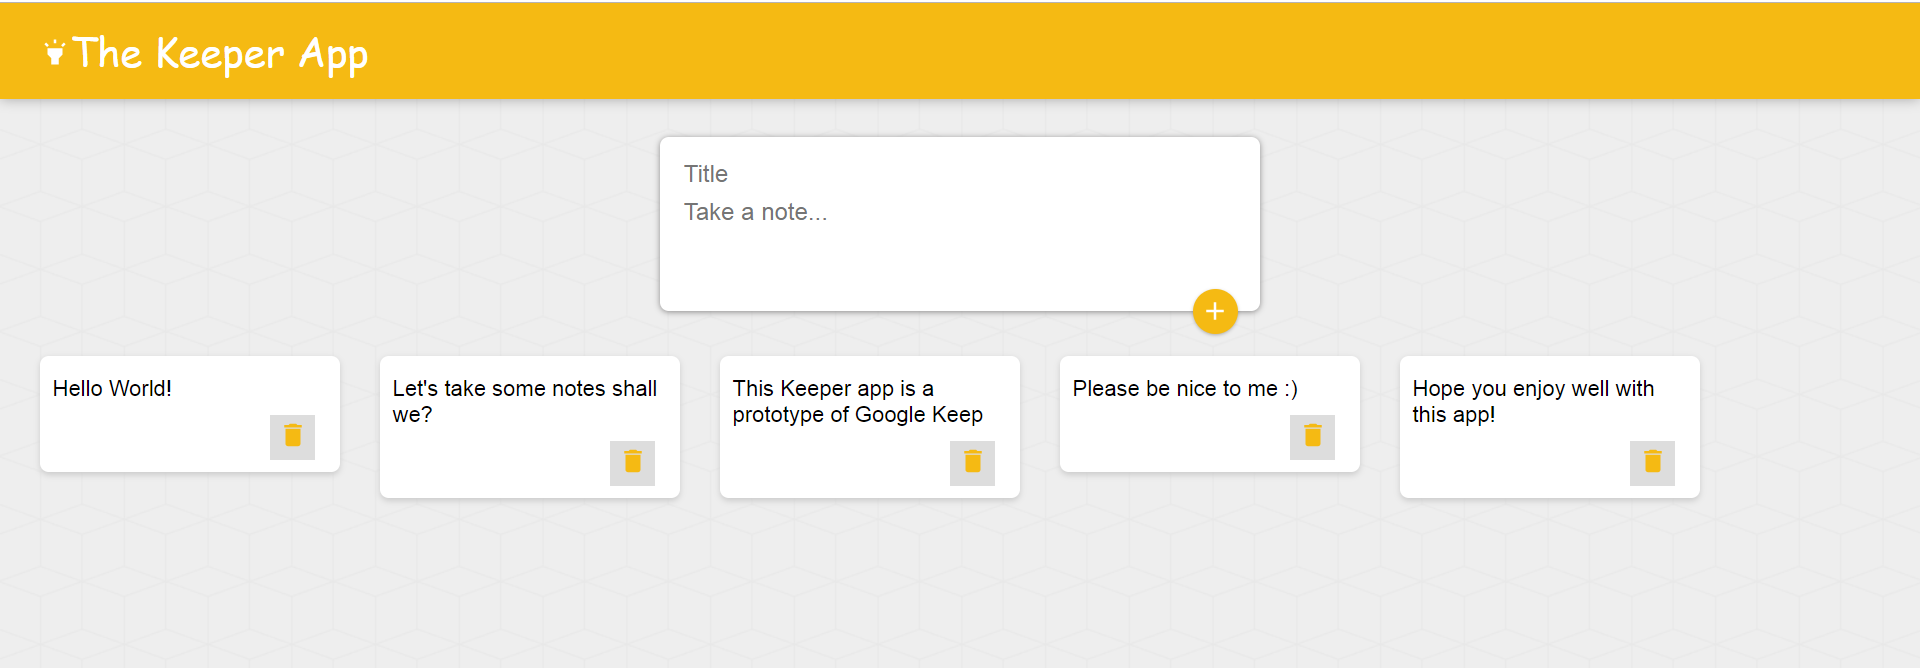 The Keeper App
Title
Take a note...
Hello World!
Let's take some notes shall
we?
This Keeper app is a
prototype of Google Keep
Please be nice to me :)
Hope you enjoy well with
this app!